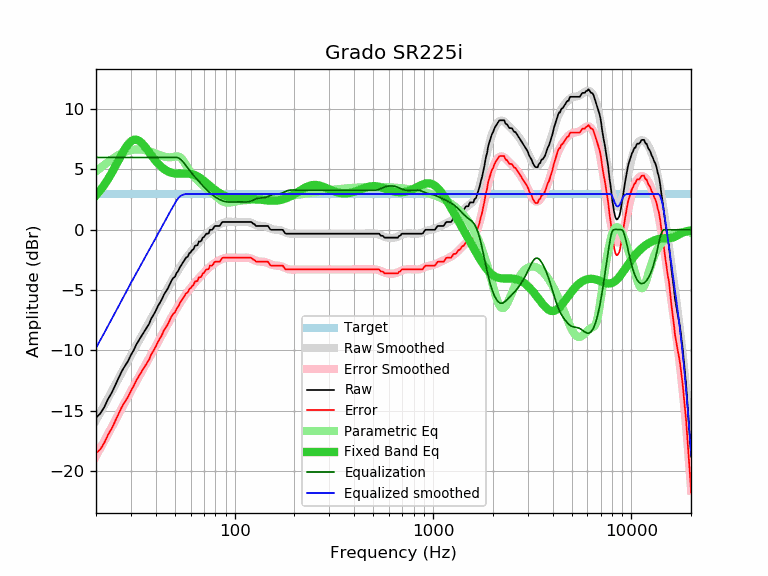 Grado SR225i
10
5
0
−5
−10
−15
−20
Amplitude (dBr)
Target
Raw Smoothed
Error Smoothed
Raw
Error
Parametric Eq
Fixed Band Eq
Equalization
Equalized smoothed
100
1000
10000
Frequency (Hz)